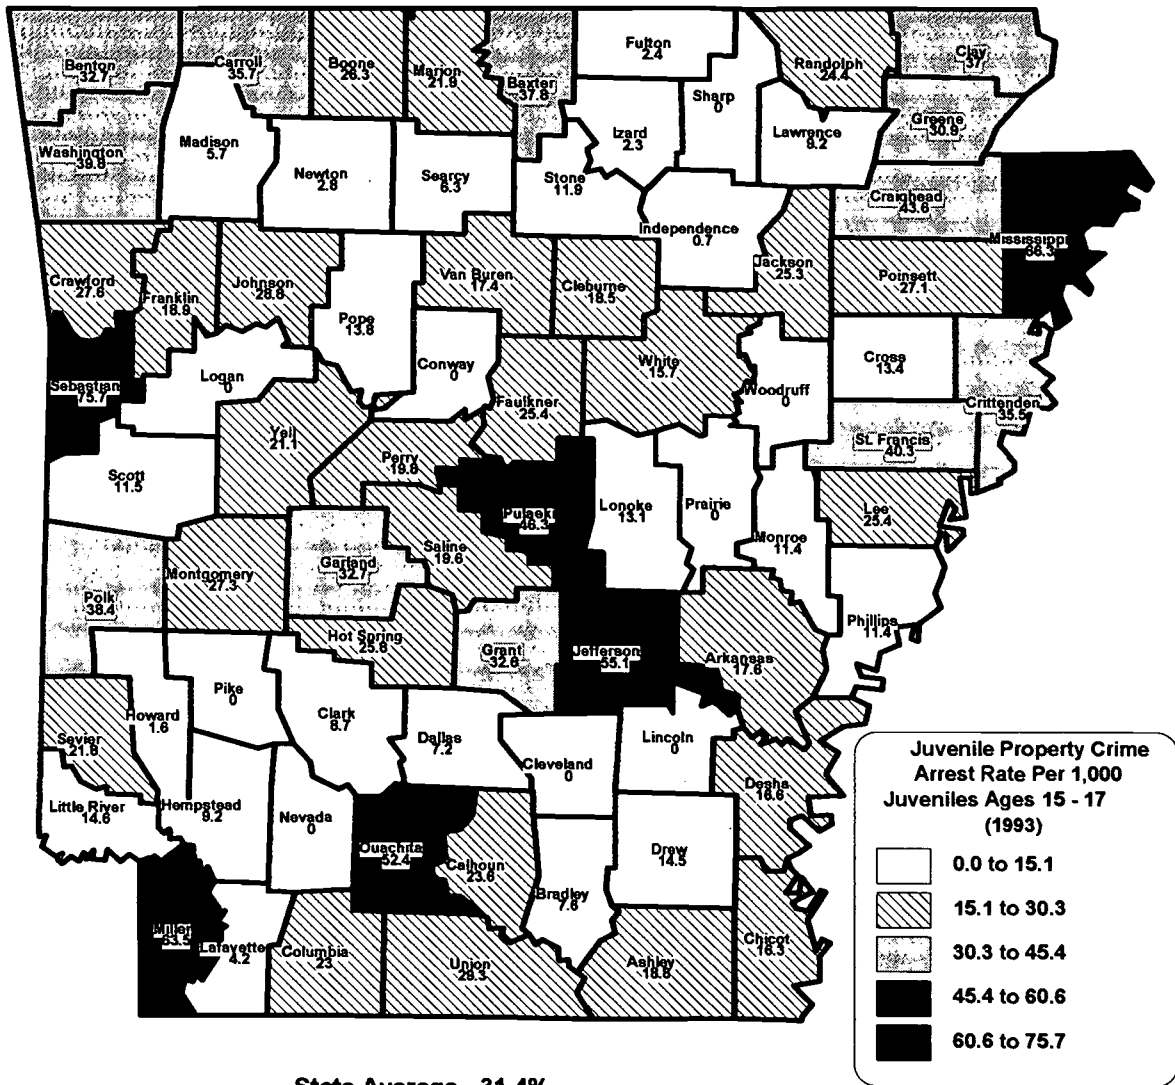 Fulton
2.4
Benton
32.7
Carroll
35.7
Boone
26.3
Marion
21.9
Baxter
37.8
Sharp
0
Randolph
24.4
Clay
37
Washington
39.8
Madison
5.7
Newton
2.8
Searcy
6.3
Stone
11.9
Izard
2.3
Lawrence
9.2
Greene
30.9
Independence
0.7
Craighead
43.6
Mississippi
66.3
Crawford
27.6
Franklin
18.9
Johnson
28.8
Van Buren
17.4
Cleburne
18.5
Jackson
25.3
Poinsett
27.1
Pope
13.8
Sebastian
75.7
Logan
0
Conway
0
White
15.7
Woodruff
0
Cross
13.4
Crittenden
35.5
Faulkner
25.4
Yell
21.1
Perry
19.8
St. Francis
40.3
Scott
11.5
Pulaski
46.3
Lonoke
13.1
Prairie
0
Monroe
11.4
Lee
25.4
Saline
19.6
Garland
32.7
Montgomery
27.3
Polk
38.4
Hot Spring
25.8
Grant
32.6
Jefferson
55.1
Arkansas
17.6
Phillips
11.4
Howard
1.6
Pike
0
Clark
8.7
Dallas
7.2
Cleveland
0
Lincoln
0
Sevier
21.8
Desha
16.6
Little River
14.6
Hempstead
9.2
Nevada
0
Ouachita
52.4
Calhoun
23.6
Bradley
7.6
Drew
14.5
Miller
63.5
Lafayette
4.2
Columbia
23
Union
29.3
Ashley
18.8
Chicot
16.3
Juvenile Property Crime
Arrest Rate Per 1,000
Juveniles Ages 15 - 17
(1993)
0.0 to 15.1
15.1 to 30.3
30.3 to 45.4
45.4 to 60.6
60.6 to 75.7
State Average - 31.4%